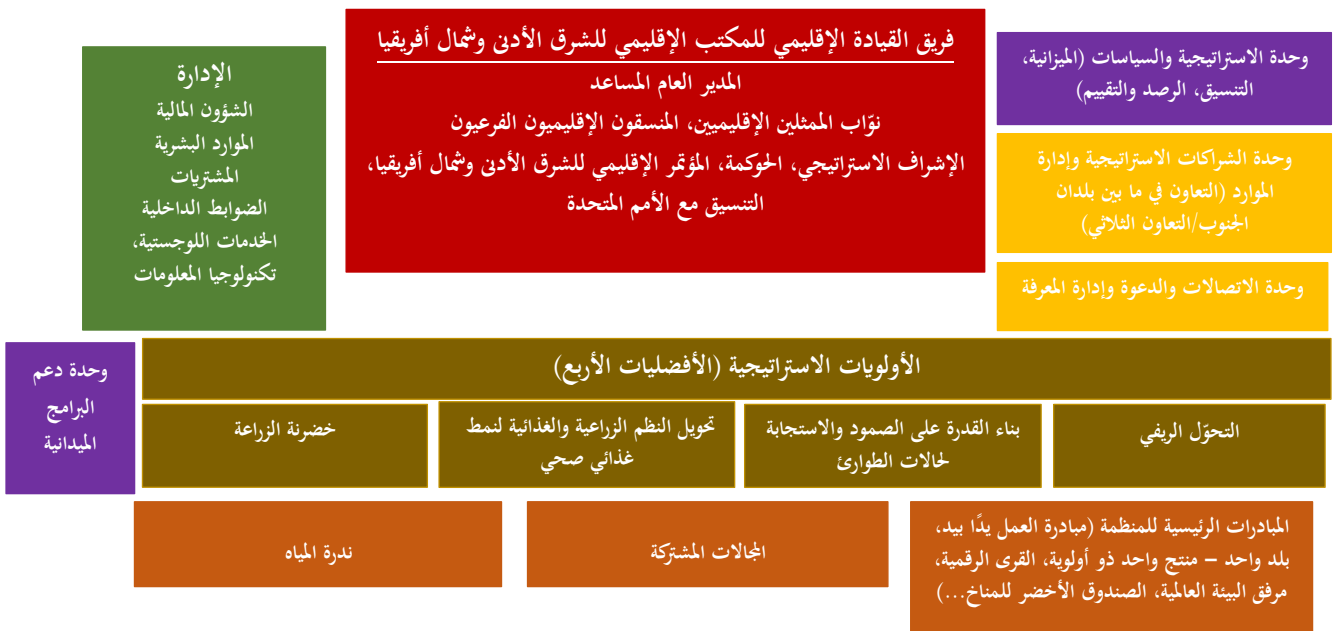 فريق القيادة الإقليمي للمكتب الإقليمي للشرق الأدنى وشمال أفريقيا
المدير العام المساعد
نوّاب الممثلين الإقليميين، المنسقون الإقليميون الفرعيون
الإشراف الاستراتيجي، الحوكمة، المؤتمر الإقليمي للشرق الأدنى وشمال أفريقيا،
التنسيق مع الأمم المتحدة
وحدة الاستراتيجية والسياسات (الميزانية،
التنسيق، الرصد والتقييم)
وحدة الشراكات الاستراتيجية وإدارة
الموارد (التعاون في ما بين بلدان
الجنوب/التعاون الثلاثي)
وحدة الاتصالات والدعوة وإدارة المعرفة
الإدارة
الشؤون المالية
الموارد البشرية
المشتريات
الضوابط الداخلية
الخدمات اللوجستية،
تكنولوجيا المعلومات
الأولويات الاستراتيجية (الأفضليات الأربع)
التحوّل الريفي
بناء القدرة على الصمود والاستجابة
لحالات الطوارئ
تحويل النظم الزراعية والغذائية لنمط
غذائي صحي
خضرنة الزراعة
وحدة دعم
البرامج
الميدانية
المبادرات الرئيسية للمنظمة (مبادرة العمل يدًا بيد،
بلد واحد – منتج واحد ذو أولوية، القرى الرقمية،
مرفق البيئة العالمية، الصندوق الأخضر للمناخ...)
المجالات المشتركة
ندرة المياه